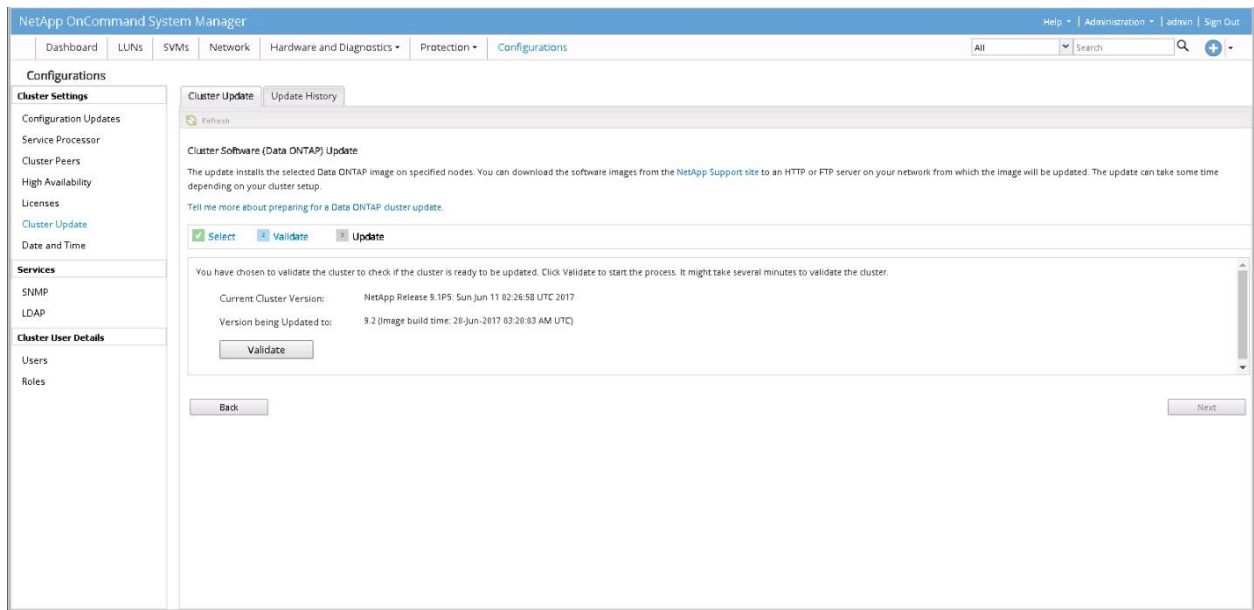 NetApp OnCommand System Manager
Help | Administration | admin | Sign Out
Dashboard LUNs SVMs Network Hardware and Diagnostics Protection Configurations
All Search
Configurations
Cluster Settings
Configuration Updates
Service Processor
Cluster Peers
High Availability
Licenses
Cluster Update
Date and Time
Services
SNMP
LDAP
Cluster User Details
Users
Roles
Cluster Update Update History
Refresh
Cluster Software (Data ONTAP) Update
The update installs the selected Data ONTAP image on specified nodes. You can download the software images from the NetApp Support site to an HTTP or FTP server on your network from which the image will be updated. The update can take some time
depending on your cluster setup.
Tell me more about preparing for a Data ONTAP cluster update.
Select 2 Validate 3 Update
You have chosen to validate the cluster to check if the cluster is ready to be updated. Click Validate to start the process. It might take several minutes to validate the cluster.
Current Cluster Version: NetApp Release 9.1P5: Sun Jun 11 02:26:58 UTC 2017
Version being Updated to: 9.2 (Image build time: 20-Jun-2017 03:20:03 AM UTC)
Validate
Back Next